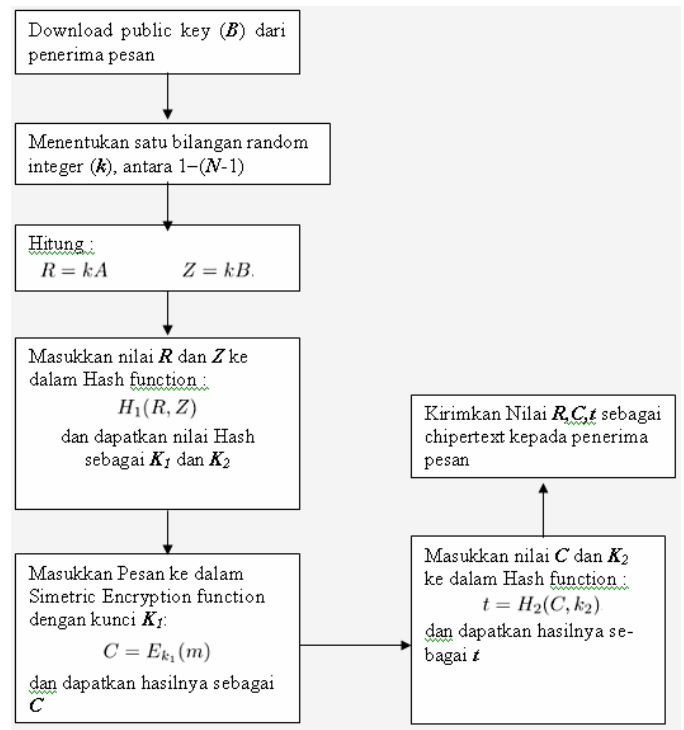 Download public key (B) dari
penerima pesan
Menentukan satu bilangan random
integer (k), antara 1–(N-1)
Hitung :
R = kA Z = kB.
Masukkan nilai R dan Z ke
dalam Hash function :
H₁(R, Z)
dan dapatkan nilai Hash
sebagai K₁ dan K₂
Masukkan Pesan ke dalam
Simetric Encryption function
dengan kunci K₁:
C = Eₖ₁(m)
dan dapatkan hasilnya sebagai
C
Masukkan nilai C dan K₂
ke dalam Hash function :
t = H₂(C, k₂)
dan dapatkan hasilnya se-
bagai t
Kirimkan Nilai R,C,t sebagai
chipertext kepada penerima
pesan